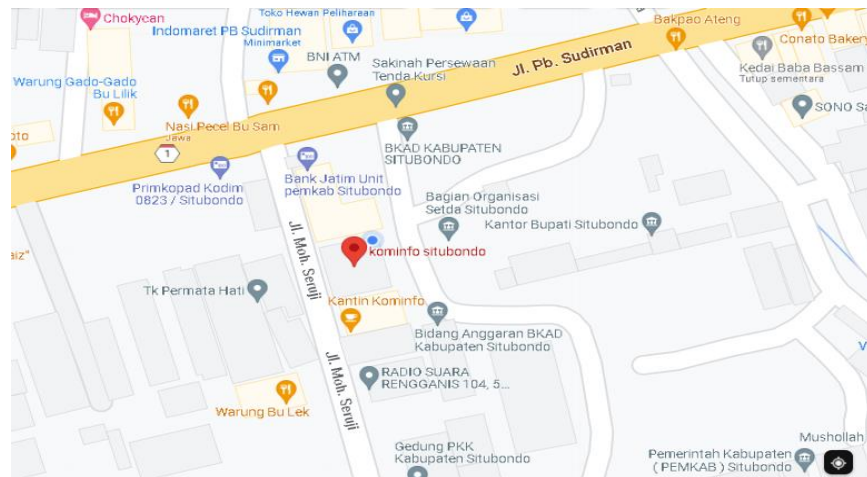 Chokycan
Toko Hewan Peliharaan
Indomaret PB Sudirman
Minimarket
BNI ATM
Sakinah Persewaan
Tenda Kursi
Jl. Pb. Sudirman
Bakpao Ateng
Conato Bakery
Kedai Baba Bassam
Tutup sementara
SONO Sa
Warung Gado-Gado
Bu Lilik
Nasi Pecel Bu Sam
Jawa
1
BKAD KABUPATEN
SITUBONDO
Primkopad Kodim
0823 / Situbondo
Bank Jatim Unit
pemkab Situbondo
Bagian Organisasi
Setda Situbondo
Kantor Bupati Situbondo
Jl. Moh. Seruji
kominfo situbondo
aiz"
Tk Permata Hati
Kantin Kominfo
Bidang Anggaran BKAD
Kabupaten Situbondo
Jl. Moh. Seruji
RADIO SUARA
RENGGANIS 104, 5...
Warung Bu Lek
Gedung PKK
Kabupaten Situbondo
Musholla
Pemerintah Kabupaten
( PEMKAB ) Situbondo